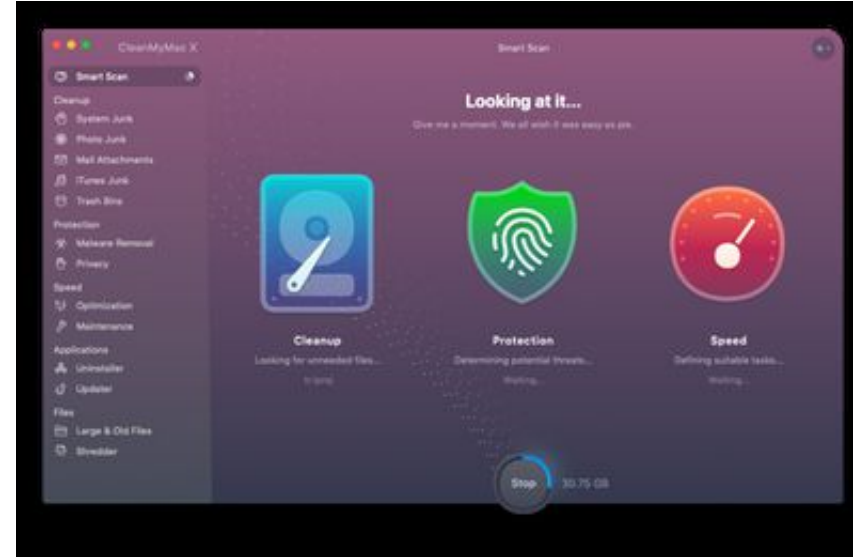 CleanMyMac X
Smart Scan
Smart Scan
Looking at it...
Give me a moment. We all wish it was easy as pie.
Cleanup
System Junk
Photo Junk
Mail Attachments
iTunes Junk
Trash Bins
Protection
Malware Removal
Privacy
Speed
Optimization
Maintenance
Applications
Uninstaller
Updater
Files
Large & Old Files
Shredder
Cleanup
Looking for unneeded files...
Protection
Determining potential threats...
Waiting...
Speed
Defining suitable tasks...
Waiting...
Stop
30.75 GB